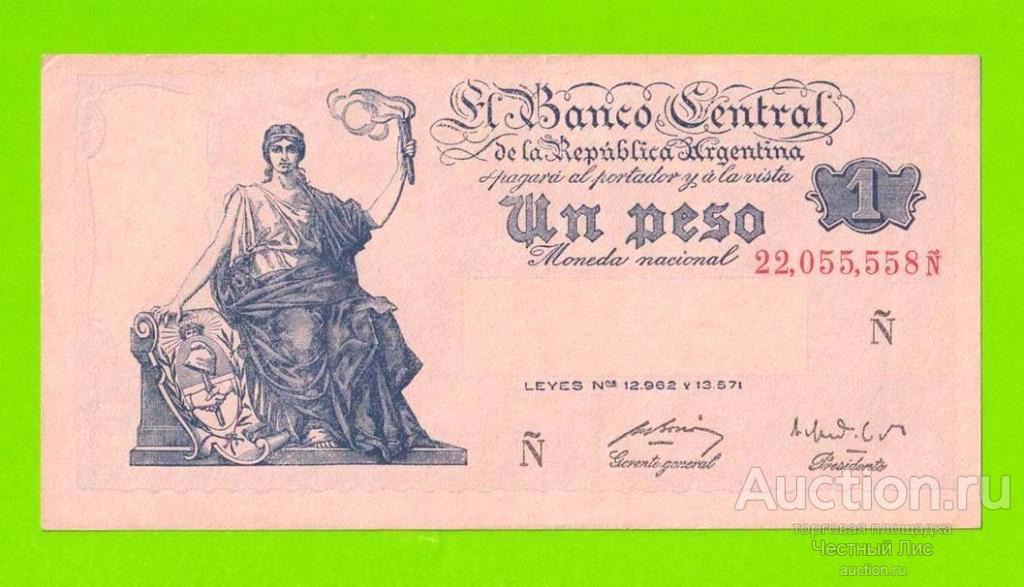 El Banco Central
de la República Argentina
pagará al portador y á la vista
1
Un peso
Moneda nacional
22,055,558 Ñ
Ñ
LEYES Nos 12.962 Y 13.571
Ñ
Gerente general
Presidente
Auction.ru
торговая площадка
Честный Лис
auction.ru